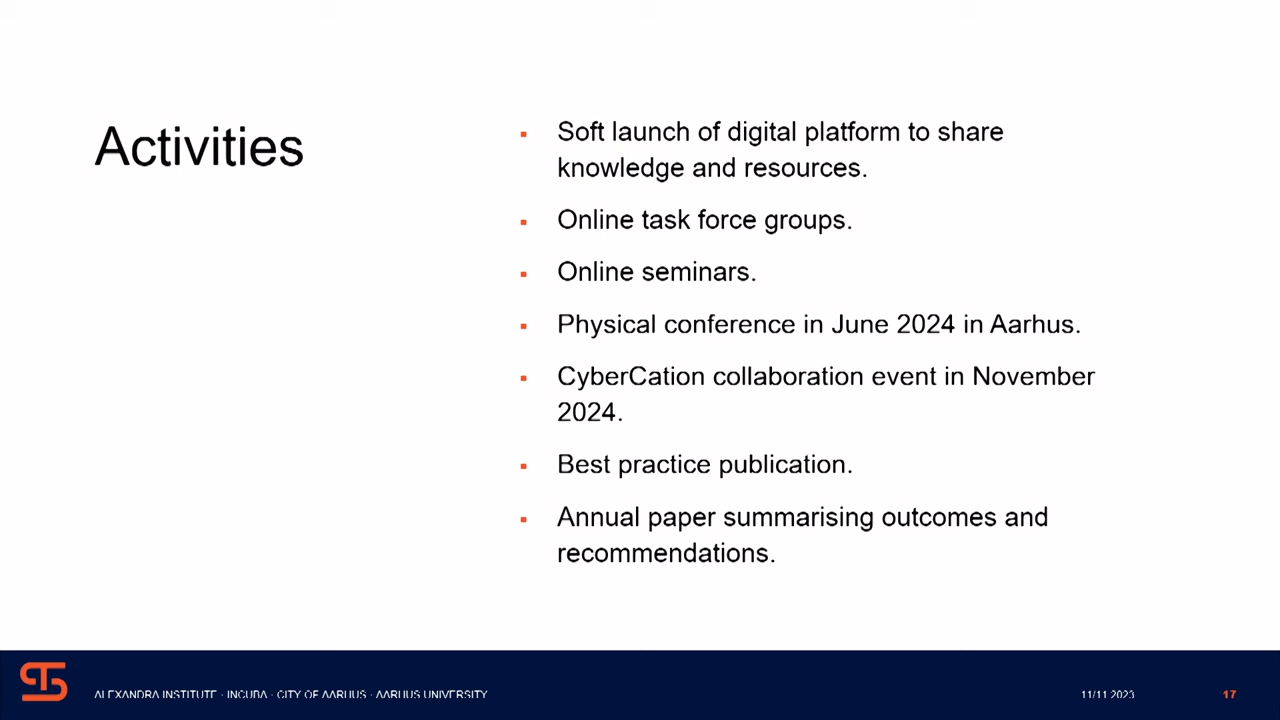 Activities
Soft launch of digital platform to share
knowledge and resources.
Online task force groups.
Online seminars.
Physical conference in June 2024 in Aarhus.
CyberCation collaboration event in November
2024.
Best practice publication.
Annual paper summarising outcomes and
recommendations.
ALEXANDRA INSTITUTE · INCUBA · CITY OF AARHUS · AARHUS UNIVERSITY
11/11 2023
17